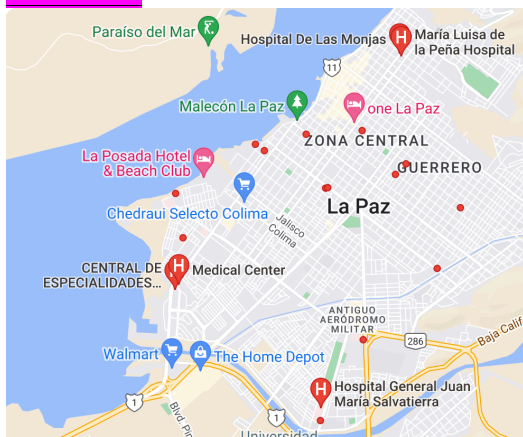 Paraíso del Mar
Hospital De Las Monjas
María Luisa de
la Peña Hospital
11
Malecón La Paz
one La Paz
ZONA CENTRAL
La Posada Hotel
& Beach Club
GUERRERO
Chedraui Selecto Colima
La Paz
Jalisco
Colima
CENTRAL DE
ESPECIALIDADES...
Medical Center
ANTIGUO
AERÓDROMO
MILITAR
286
Baja Calif
Walmart
The Home Depot
Hospital General Juan
María Salvatierra
1
1
Blvd. Pin
Universidad